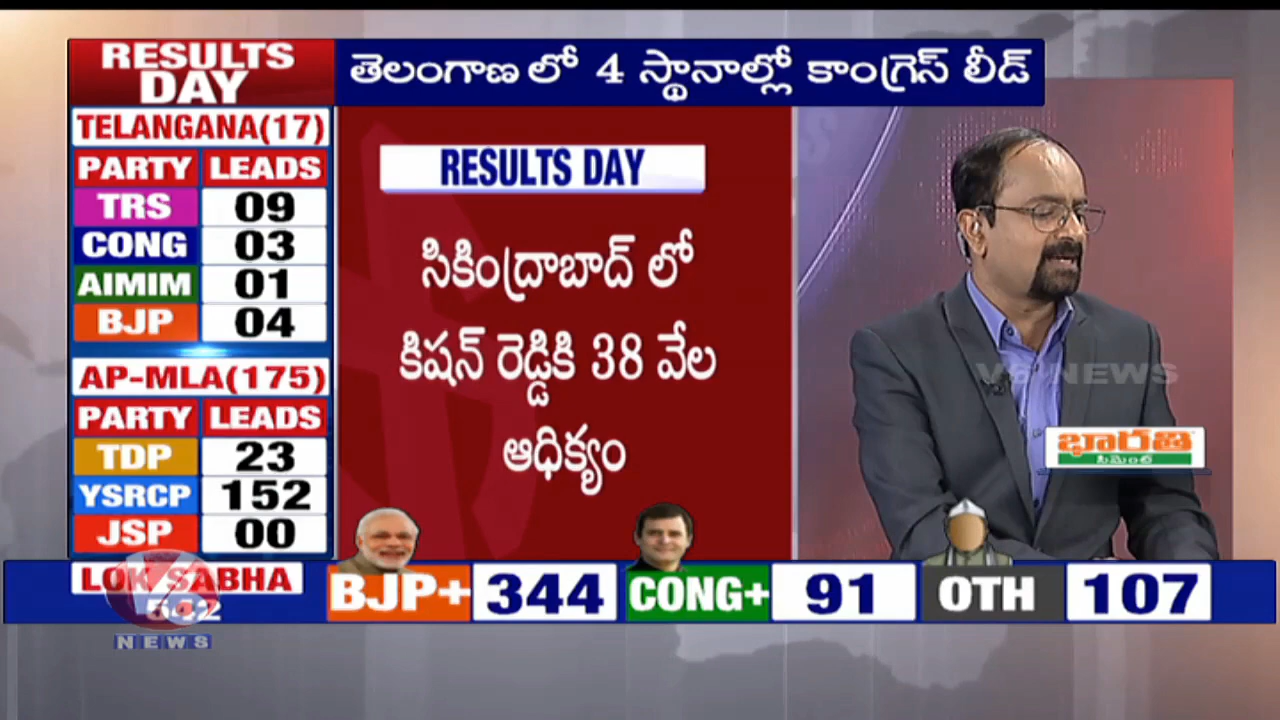 RESULTS
DAY
తెలంగాణలో 4 స్థానాల్లో కాంగ్రెస్ లీడ్
TELANGANA(17)
PARTY LEADS
TRS 09
CONG 03
AIMIM 01
BJP 04
AP-MLA(175)
PARTY LEADS
TDP 23
YSRCP 152
JSP 00
RESULTS DAY
సికింద్రాబాద్ లో
కిషన్ రెడ్డికి 38 వేల
ఆధిక్యం
V6 NEWS
భారతి
సిమెంట్
LOK SABHA
542
BJP+ 344 CONG+ 91 OTH 107
V6
NEWS